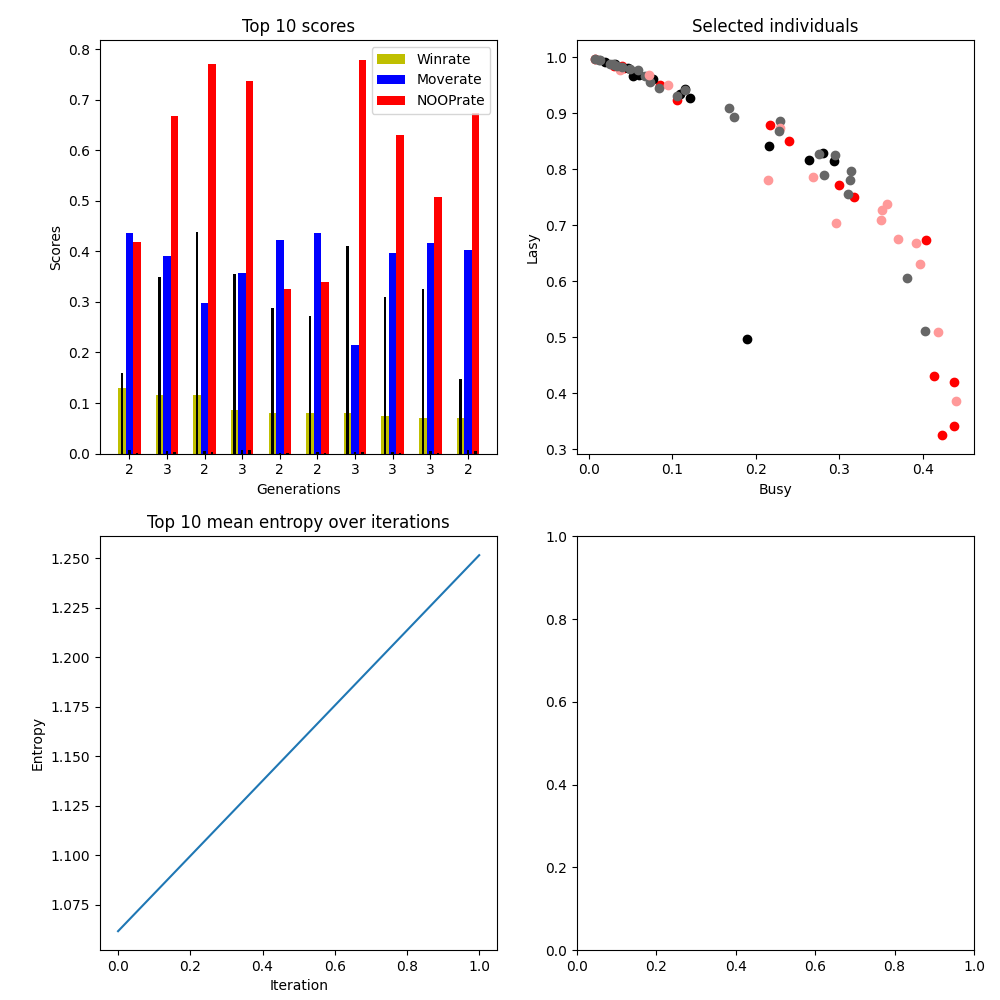 Top 10 scores
Winrate
Moverate
NOOPrate
0.8
0.7
0.6
0.5
0.4
0.3
0.2
0.1
0.0
Scores
2 3 2 3 2 2 3 3 3 2
Generations
Selected individuals
1.0
0.9
0.8
0.7
0.6
0.5
0.4
0.3
Lasy
0.0 0.1 0.2 0.3 0.4
Busy
Top 10 mean entropy over iterations
1.250
1.225
1.200
1.175
1.150
1.125
1.100
1.075
Entropy
0.0 0.2 0.4 0.6 0.8 1.0
Iteration
1.0
0.8
0.6
0.4
0.2
0.0
0.0 0.2 0.4 0.6 0.8 1.0